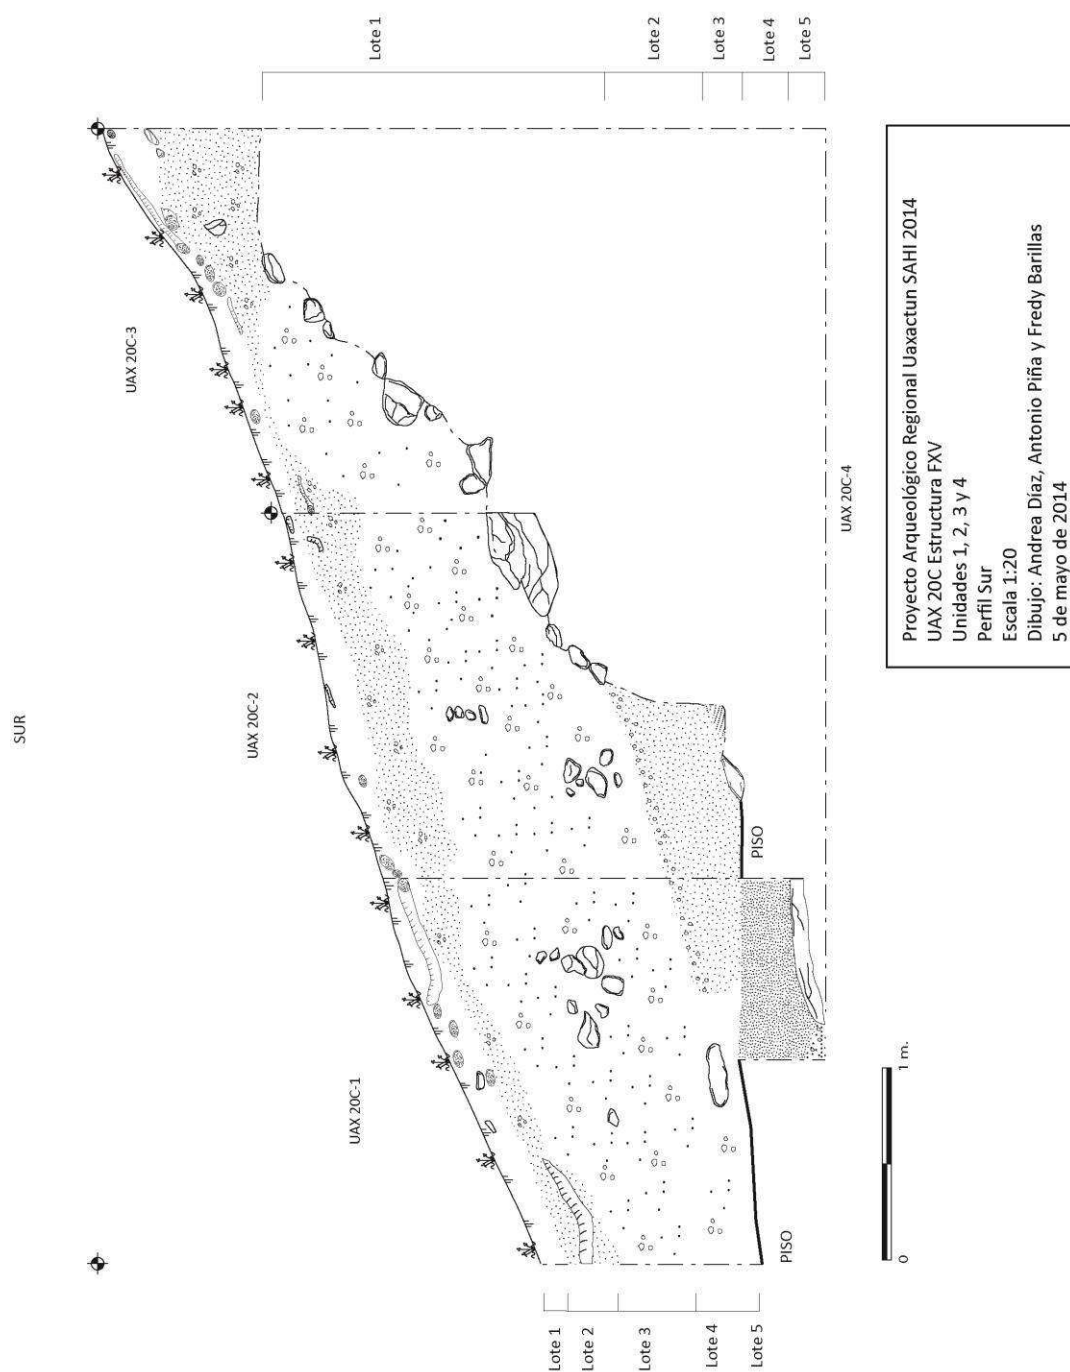 SUR
UAX 20C-1
UAX 20C-2
UAX 20C-3
Lote 1
Lote 2
Lote 3
Lote 4
Lote 5
Lote 1
Lote 2
Lote 3
Lote 4
Lote 5
PISO
PISO
UAX 20C-4
0
1 m.
Proyecto Arqueológico Regional Uaxactun SAHI 2014
UAX 20C Estructura FXV
Unidades 1, 2, 3 y 4
Perfil Sur
Escala 1:20
Dibujo: Andrea Díaz, Antonio Piña y Fredy Barillas
5 de mayo de 2014